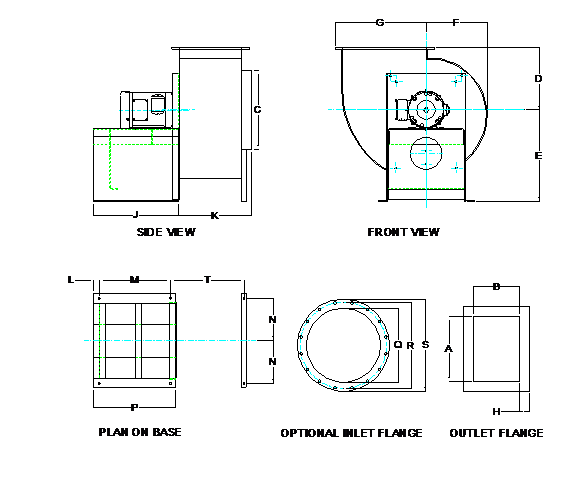 G F
D
C
E
J K
SIDE VIEW FRONT VIEW
L M T
B
N
Q R S A
N
H
P
PLAN ON BASE OPTIONAL INLET FLANGE OUTLET FLANGE